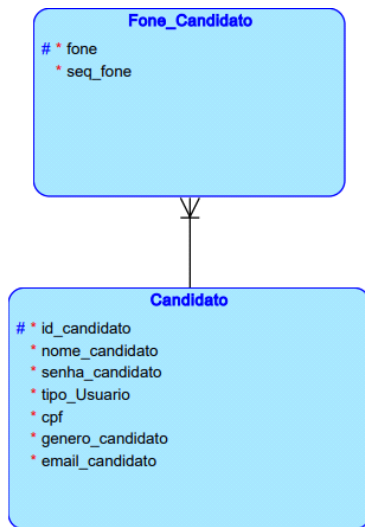 Fone_Candidato
# * fone
* seq_fone
Candidato
# * id_candidato
* nome_candidato
* senha_candidato
* tipo_Usuario
* cpf
* genero_candidato
* email_candidato